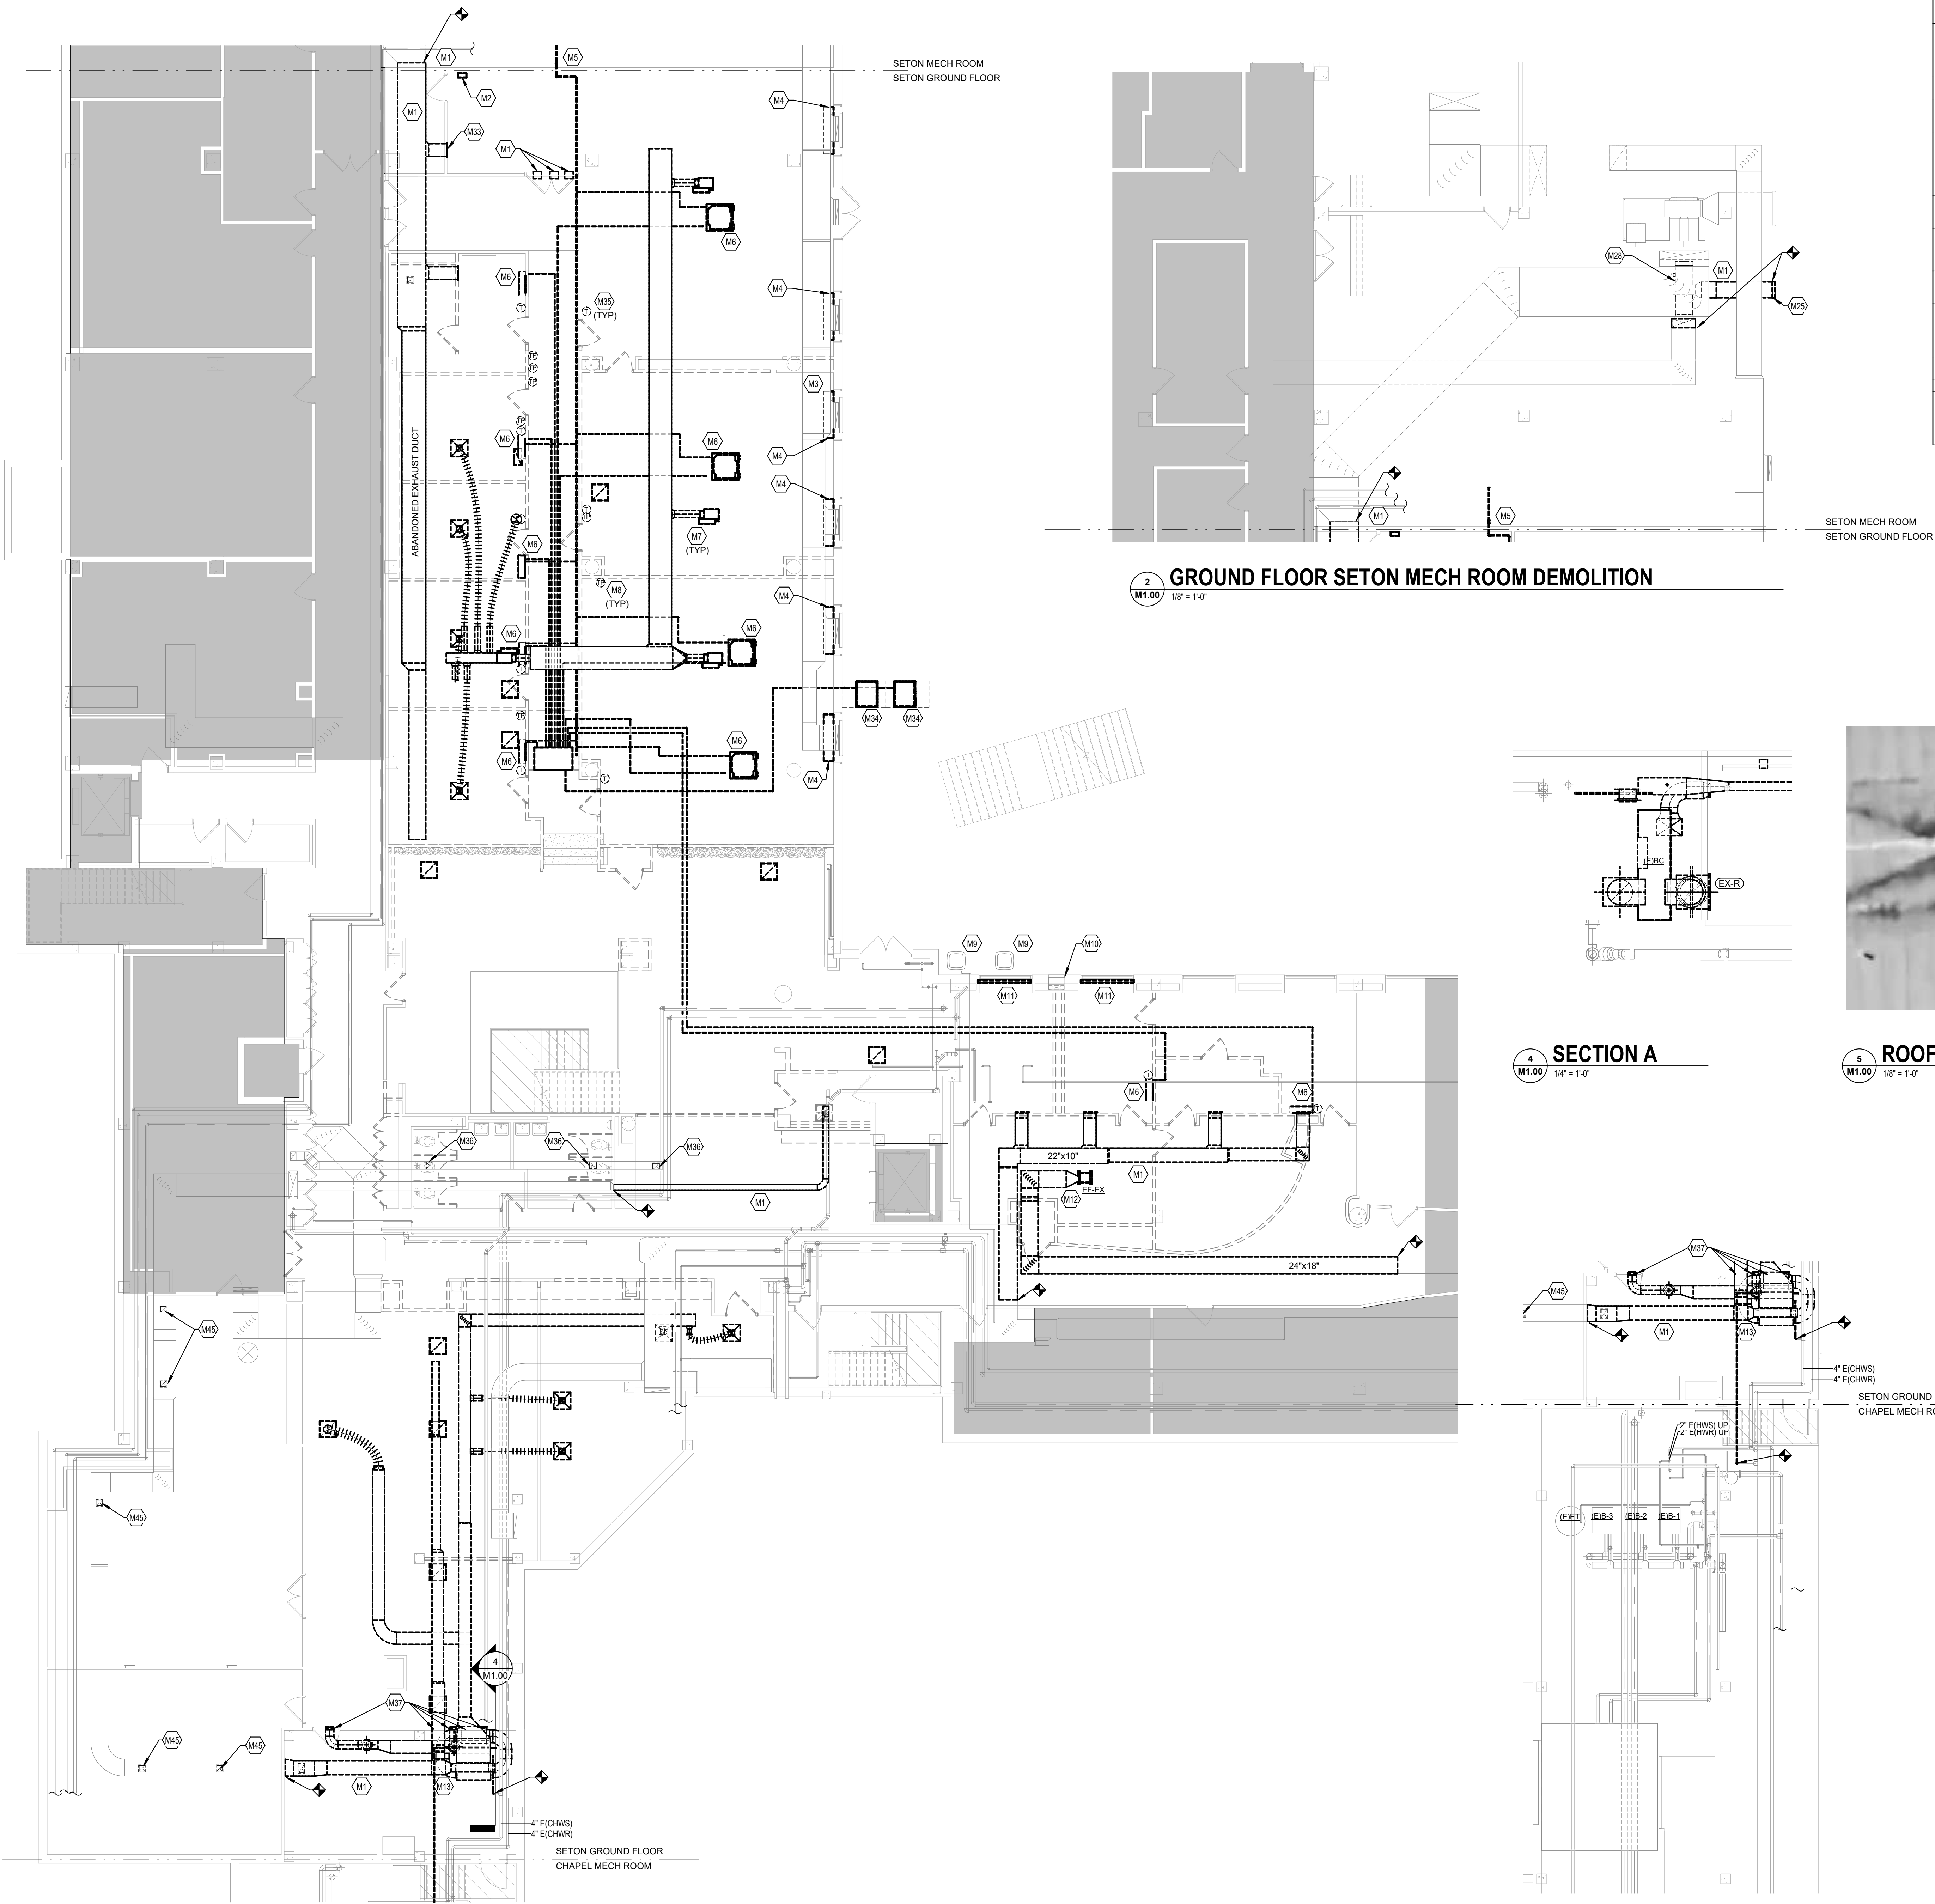 SETON MECH ROOM
SETON GROUND FLOOR
M1
M5
M2
M1
M33
M1
M4
M6
M6
M35
(TYP)
M4
M3
M4
M6
M6
M4
ABANDONED EXHAUST DUCT
M7
(TYP)
M6
M8
(TYP)
M4
M6
M6
M34
M34
M6
M6
M4
M28
M1
M25
M1
M5
SETON MECH ROOM
SETON GROUND FLOOR
2
M1.00
GROUND FLOOR SETON MECH ROOM DEMOLITION
1/8" = 1'-0"
(E)BC
EX-R
4
M1.00
SECTION A
1/4" = 1'-0"
5
M1.00
ROOF
1/8" = 1'-0"
M9
M9
M10
M11
M11
M6
M6
M36
M36
M36
M1
22"x10"
M1
M12
EF-EX
24"x18"
M45
M45
4
M1.00
M37
M45
M45
M1
M13
4" E(CHWS)
4" E(CHWR)
SETON GROUND FLOOR
CHAPEL MECH ROOM
M37
M45
M1
M13
4" E(CHWS)
4" E(CHWR)
SETON GROUND
CHAPEL MECH RO
2" E(HWS) UP
2" E(HWR) UP
(E)ET
(E)B-3
(E)B-2
(E)B-1